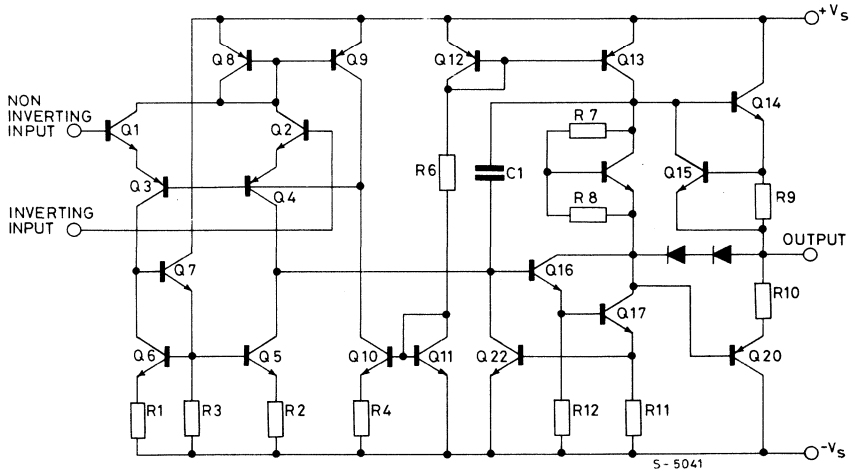 +Vs
Q8
Q9
Q12
Q13
Q14
NON
INVERTING
INPUT
Q1
Q2
R7
Q3
Q4
R6
C1
Q15
R8
R9
INVERTING
INPUT
OUTPUT
Q7
Q16
R10
Q17
Q6
Q5
Q10
Q11
Q22
Q20
R1
R3
R2
R4
R12
R11
-Vs
S-5041